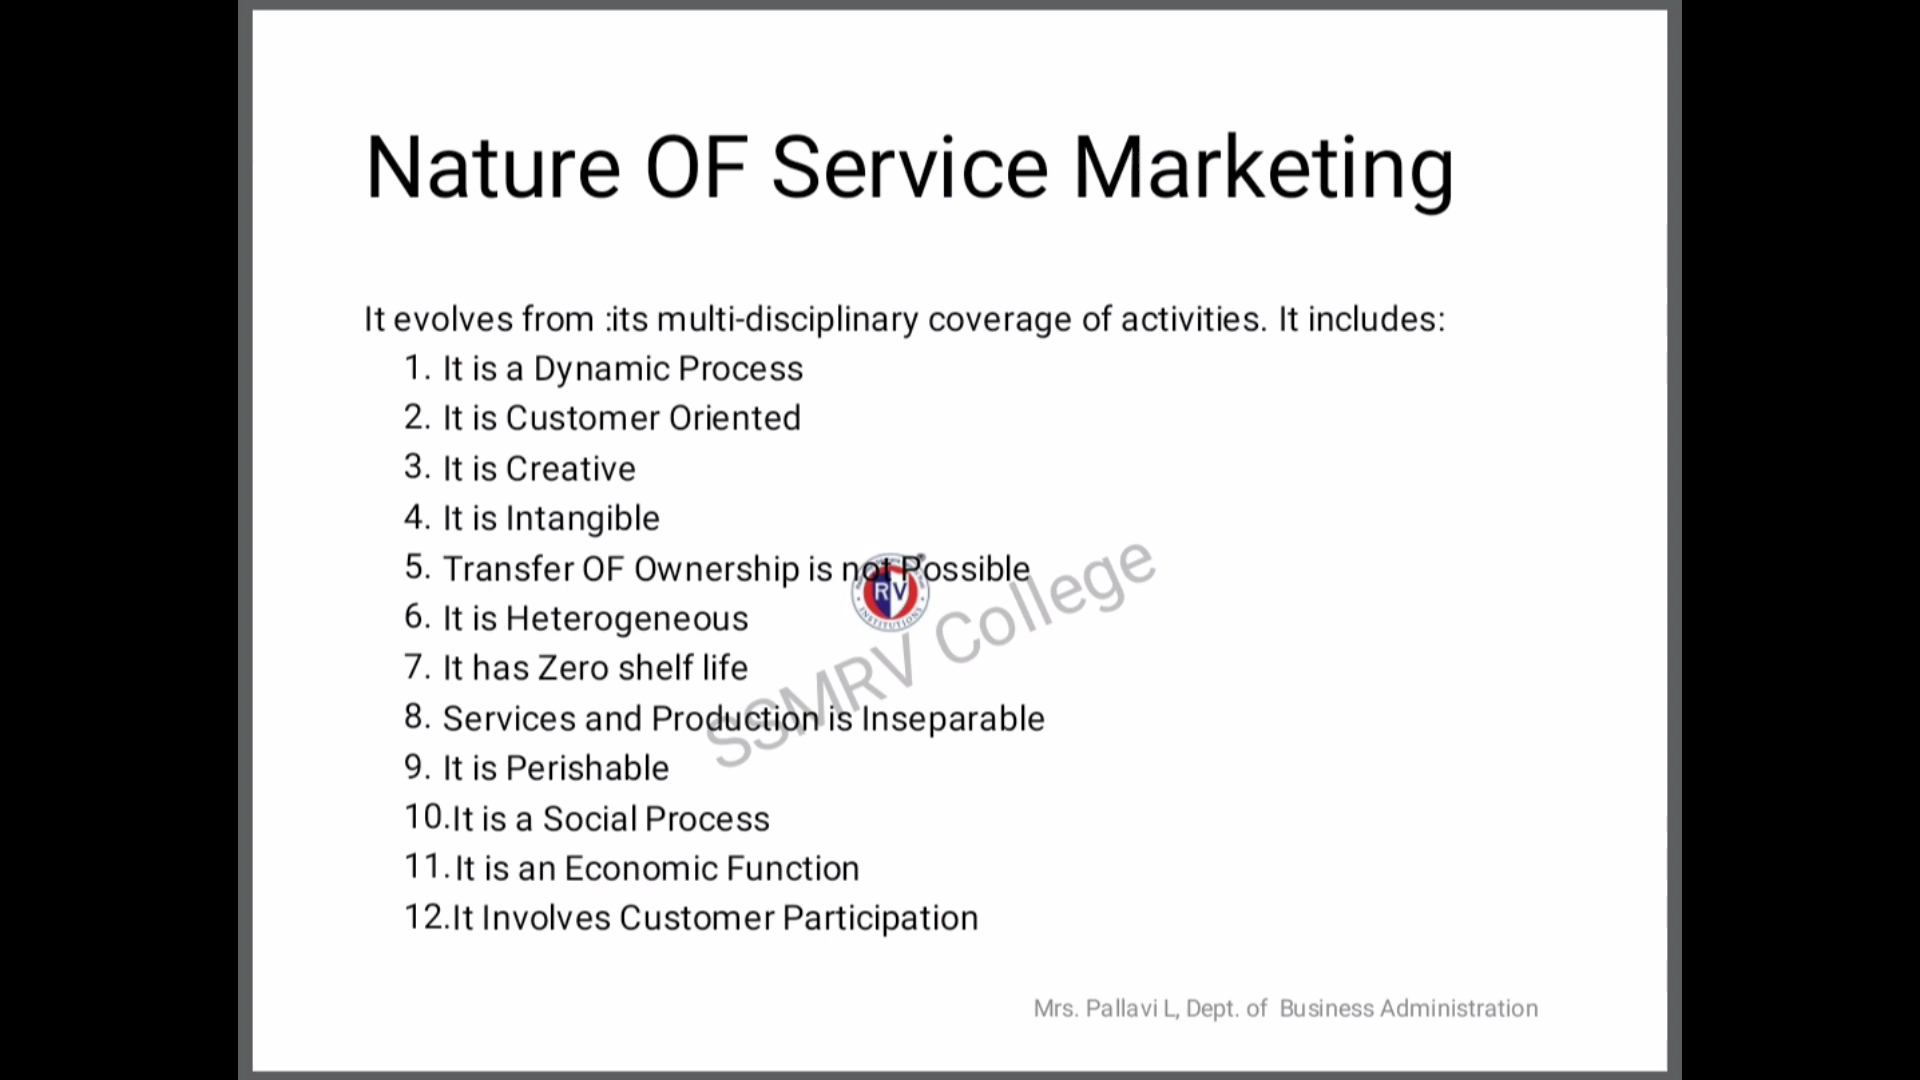 Nature OF Service Marketing
It evolves from :its multi-disciplinary coverage of activities. It includes:
1. It is a Dynamic Process
2. It is Customer Oriented
3. It is Creative
4. It is Intangible
5. Transfer OF Ownership is not Possible
6. It is Heterogeneous
7. It has Zero shelf life
8. Services and Production is Inseparable
9. It is Perishable
10.It is a Social Process
11.It is an Economic Function
12.It Involves Customer Participation
RV
INSTITUTIONS
SSMRV College
Mrs. Pallavi L, Dept. of Business Administration